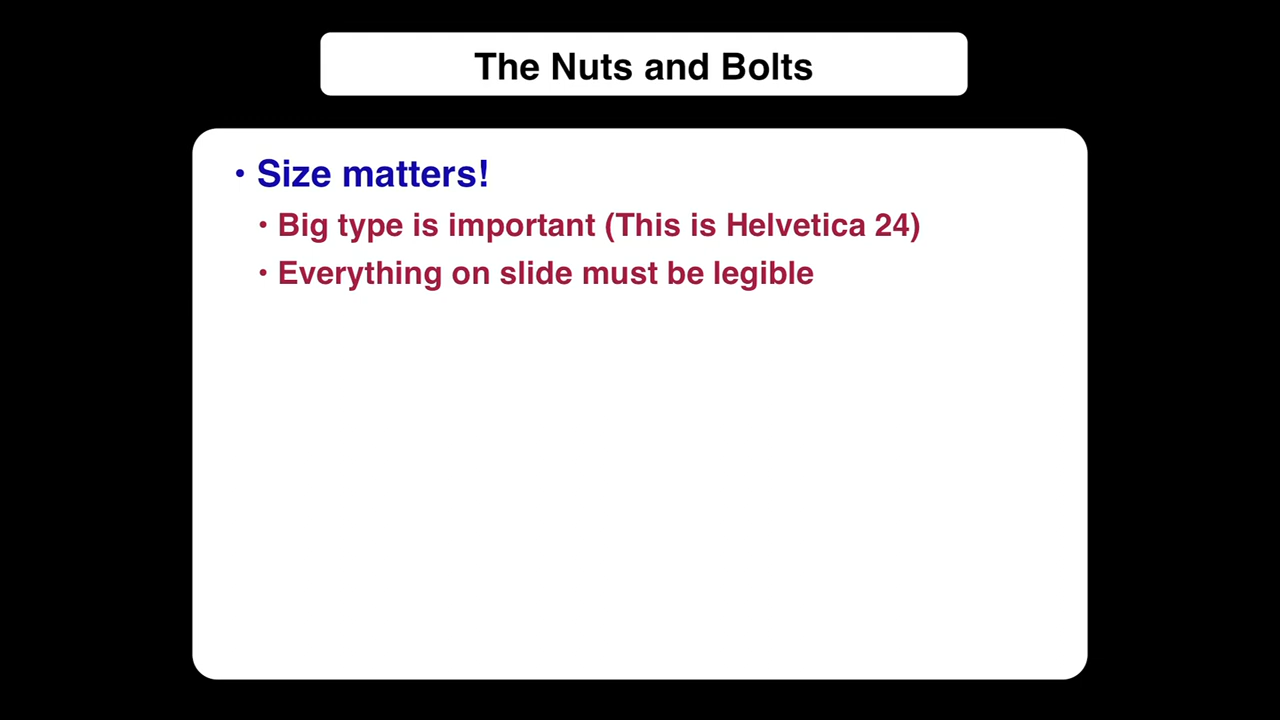 The Nuts and Bolts
• Size matters!
• Big type is important (This is Helvetica 24)
• Everything on slide must be legible